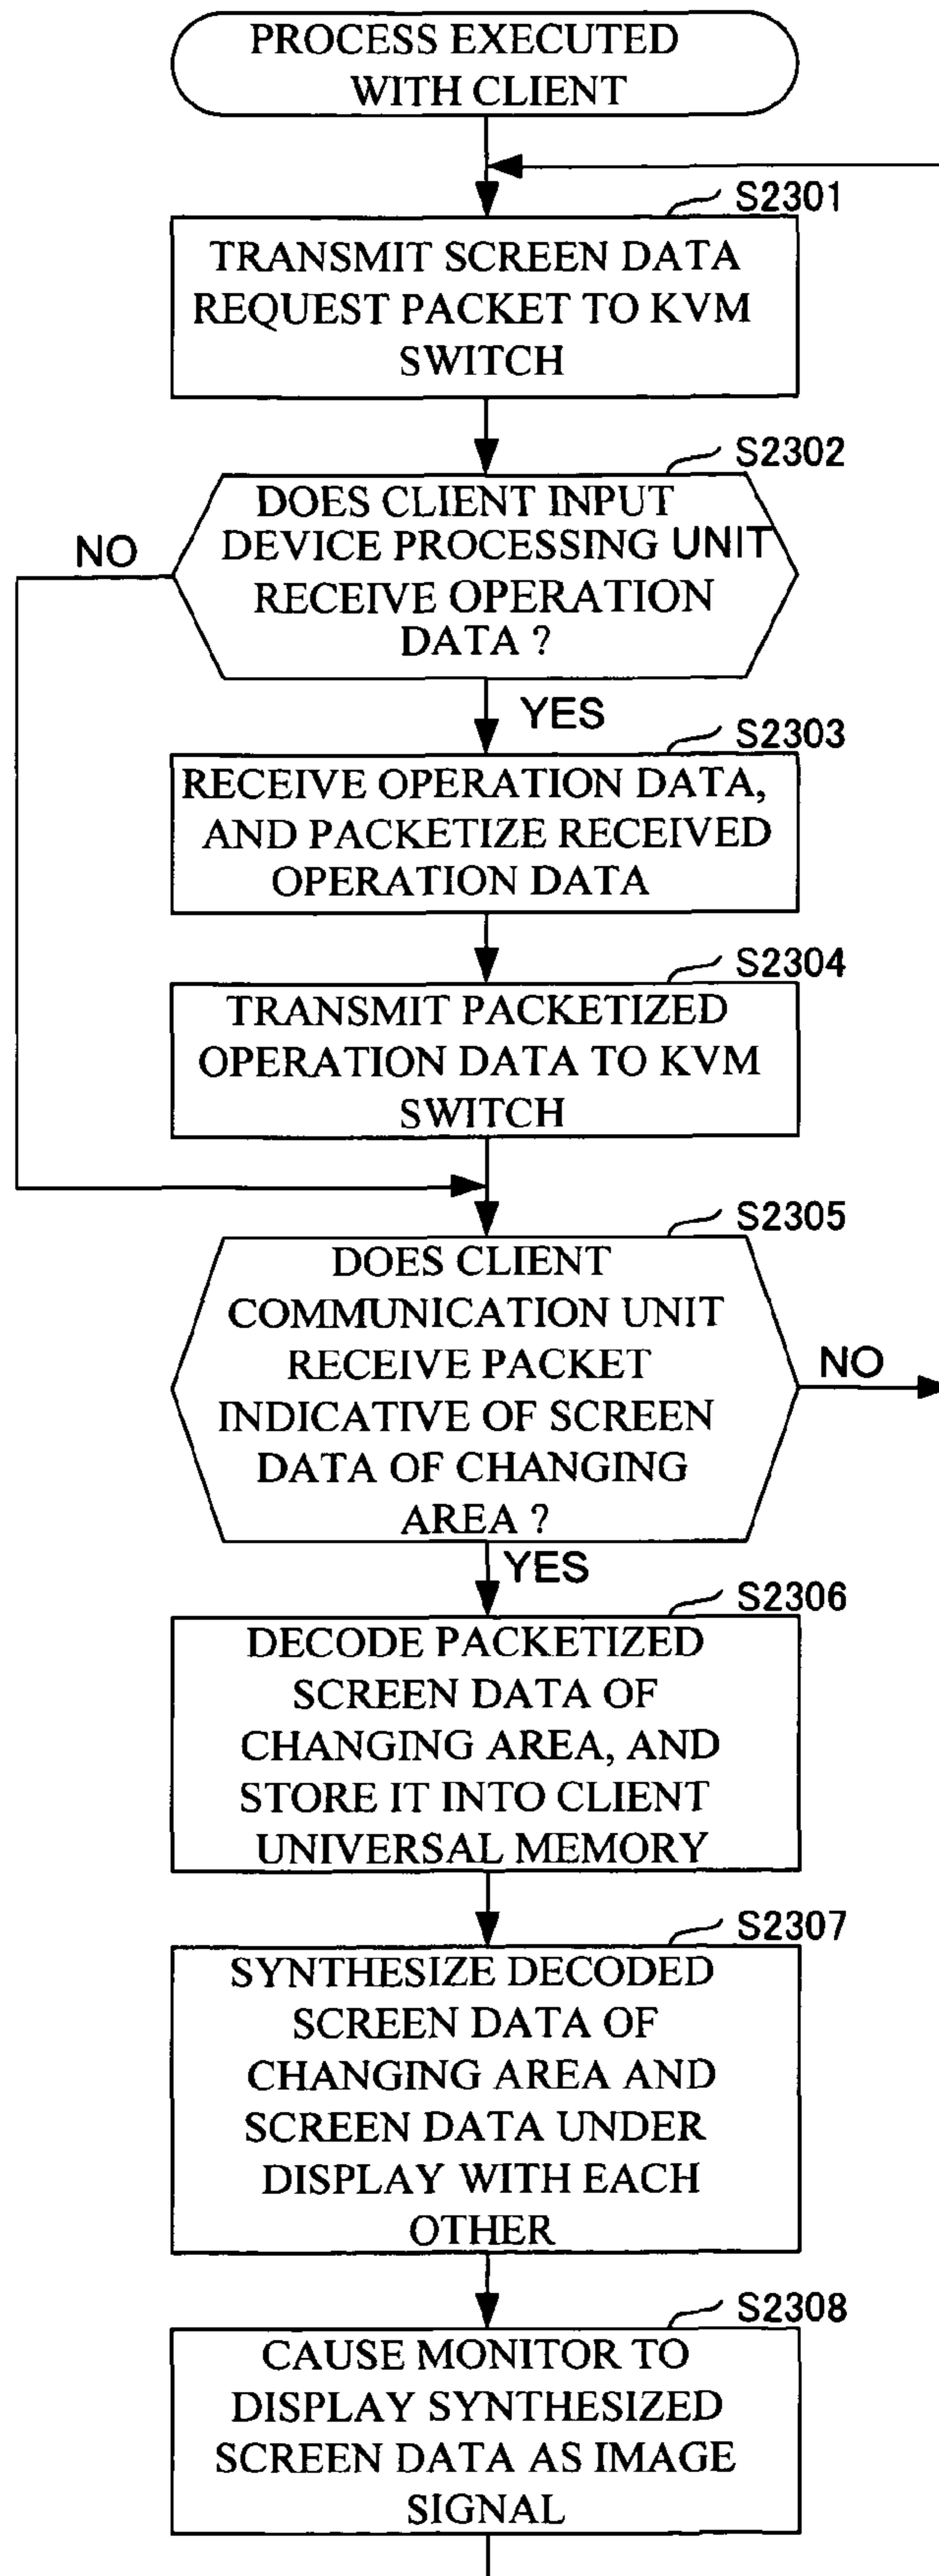 PROCESS EXECUTED
WITH CLIENT
S2301
TRANSMIT SCREEN DATA
REQUEST PACKET TO KVM
SWITCH
S2302
DOES CLIENT INPUT
DEVICE PROCESSING UNIT
RECEIVE OPERATION
DATA ?
NO
YES
S2303
RECEIVE OPERATION DATA,
AND PACKETIZE RECEIVED
OPERATION DATA
S2304
TRANSMIT PACKETIZED
OPERATION DATA TO KVM
SWITCH
S2305
DOES CLIENT
COMMUNICATION UNIT
RECEIVE PACKET
INDICATIVE OF SCREEN
DATA OF CHANGING
AREA ?
NO
YES
S2306
DECODE PACKETIZED
SCREEN DATA OF
CHANGING AREA, AND
STORE IT INTO CLIENT
UNIVERSAL MEMORY
S2307
SYNTHESIZE DECODED
SCREEN DATA OF
CHANGING AREA AND
SCREEN DATA UNDER
DISPLAY WITH EACH
OTHER
S2308
CAUSE MONITOR TO
DISPLAY SYNTHESIZED
SCREEN DATA AS IMAGE
SIGNAL